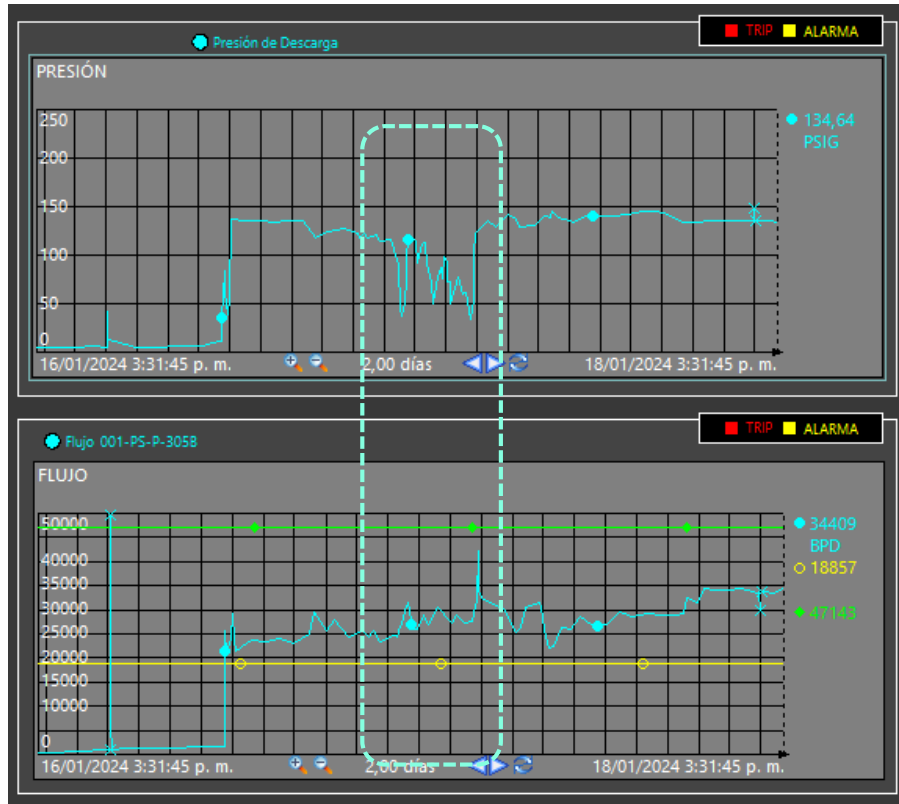 TRIP ALARMA
Presión de Descarga
PRESIÓN
250
134,64
PSIG
200
150
100
50
0
16/01/2024 3:31:45 p. m. 2,00 días 18/01/2024 3:31:45 p. m.
TRIP ALARMA
Flujo 001-PS-P-305B
FLUJO
50000
34409
BPD
40000
18857
35000
30000
47143
25000
20000
15000
10000
0
16/01/2024 3:31:45 p. m. 2,00 días 18/01/2024 3:31:45 p. m.